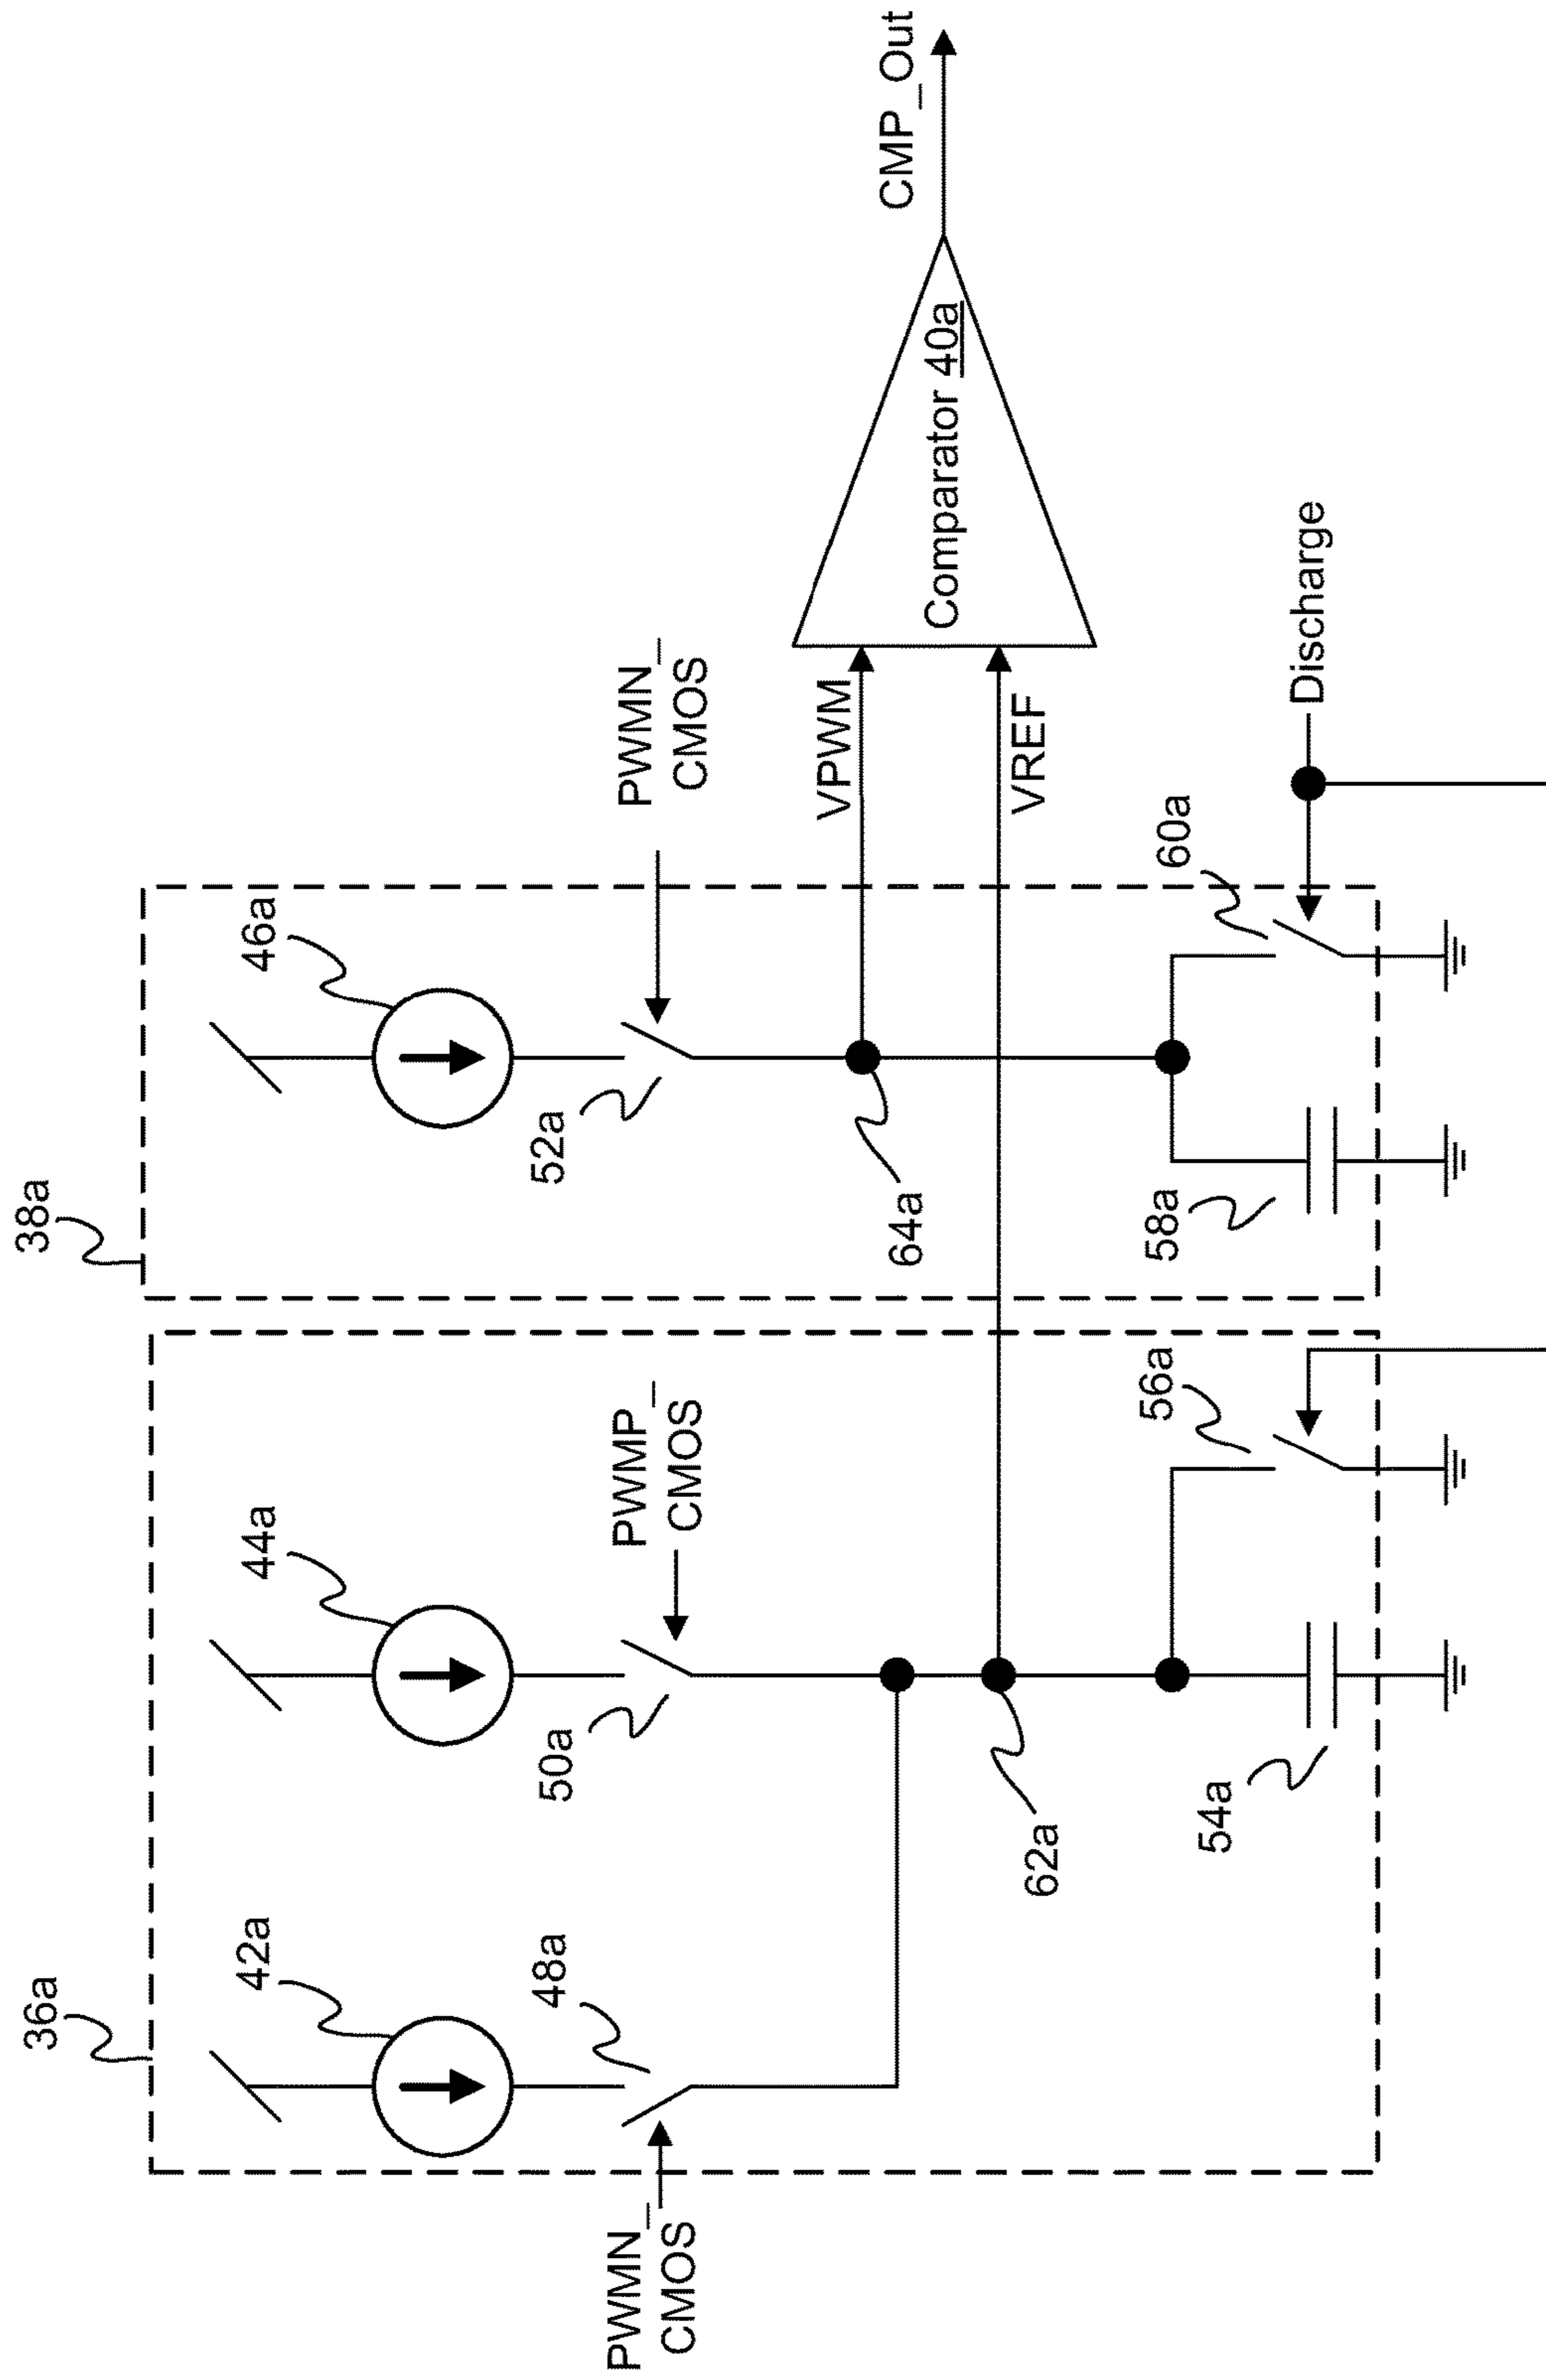 36a
38a
42a
44a
46a
PWMN_
CMOS
48a
50a
PWMP_
CMOS
52a
PWMN_
CMOS
CMP_Out
VPWM
64a
Comparator 40a
62a
VREF
54a
56a
58a
60a
Discharge